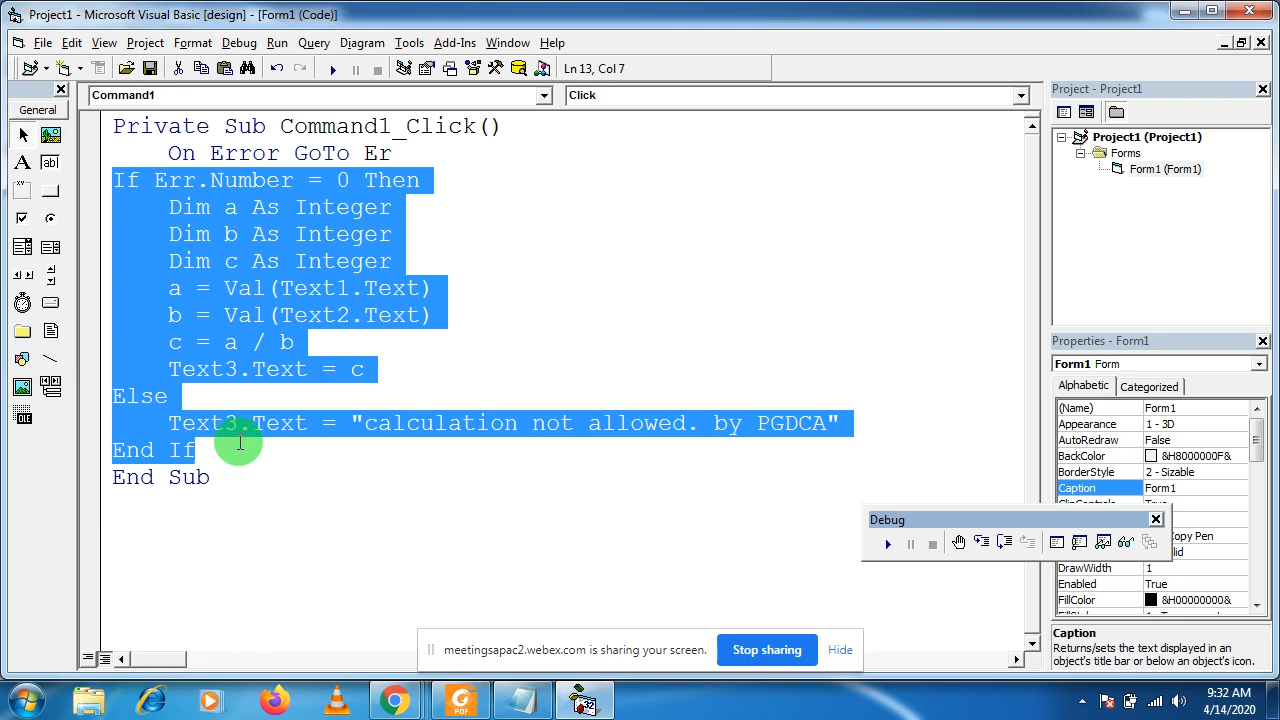 Project1 - Microsoft Visual Basic [design] - [Form1 (Code)]
File Edit View Project Format Debug Run Query Diagram Tools Add-Ins Window Help
Ln 13, Col 7
General
Command1
Click
Private Sub Command1_Click()
On Error GoTo Er
If Err.Number = 0 Then
Dim a As Integer
Dim b As Integer
Dim c As Integer
a = Val(Text1.Text)
b = Val(Text2.Text)
c = a / b
Text3.Text = c
Else
Text3.Text = "calculation not allowed. by PGDCA"
End If
End Sub
Project - Project1
Project1 (Project1)
Forms
Form1 (Form1)
Properties - Form1
Form1 Form
Alphabetic Categorized
(Name) Form1
Appearance 1 - 3D
AutoRedraw False
BackColor &H8000000F&
BorderStyle 2 - Sizable
Caption Form1
Copy Pen
DrawWidth 1
Enabled True
FillColor &H00000000&
Caption
Returns/sets the text displayed in an object's title bar or below an object's icon.
Debug
meetingsapac2.webex.com is sharing your screen.
Stop sharing
Hide
PDF
9:32 AM
4/14/2020